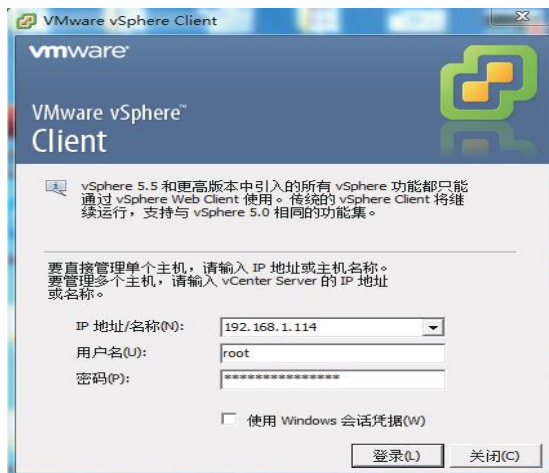 VMware vSphere Client
vmware
VMware vSphere™
Client
vSphere 5.5 和更高版本中引入的所有 vSphere 功能都只能
通过 vSphere Web Client 使用。传统的 vSphere Client 将继
续运行，支持与 vSphere 5.0 相同的功能集。
要直接管理单个主机，请输入 IP 地址或主机名称。
要管理多个主机，请输入 vCenter Server 的 IP 地址
或名称。
IP 地址/名称(N): 192.168.1.114
用户名(U): root
密码(P): ***************
使用 Windows 会话凭据(W)
登录(L) 关闭(C)